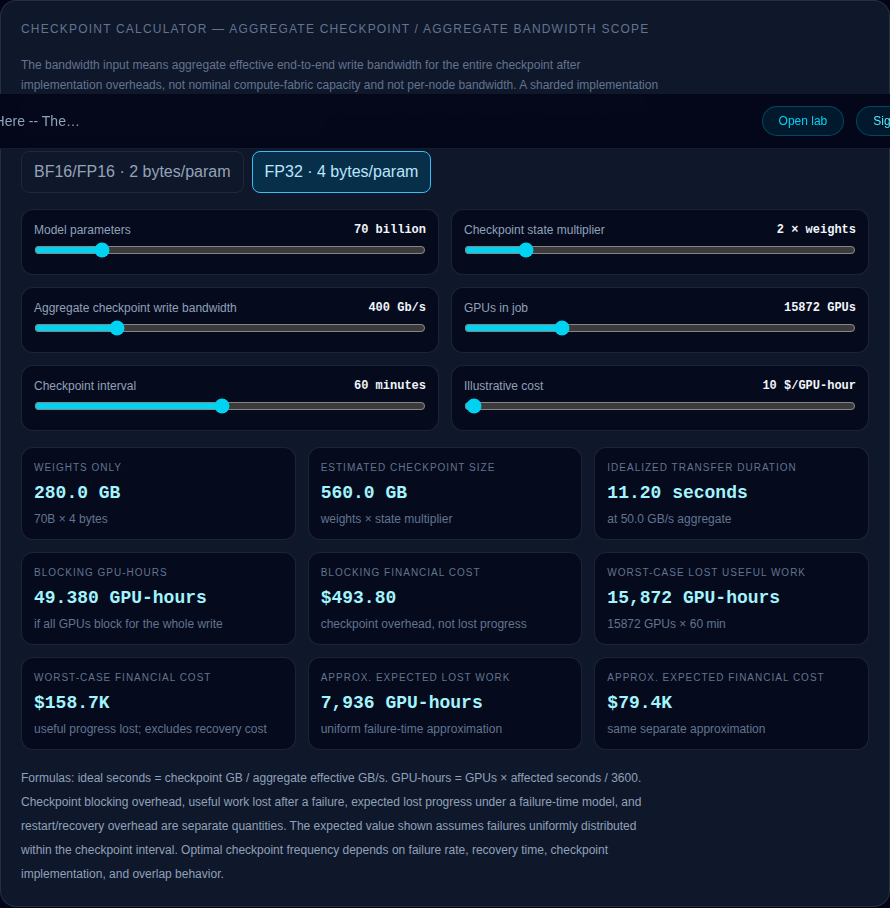 CHECKPOINT CALCULATOR — AGGREGATE CHECKPOINT / AGGREGATE BANDWIDTH SCOPE
The bandwidth input means aggregate effective end-to-end write bandwidth for the entire checkpoint after
implementation overheads, not nominal compute-fabric capacity and not per-node bandwidth. A sharded implementation
Here -- The…
Open lab
Sig
BF16/FP16 · 2 bytes/param
FP32 · 4 bytes/param
Model parameters
70 billion
Checkpoint state multiplier
2 × weights
Aggregate checkpoint write bandwidth
400 Gb/s
GPUs in job
15872 GPUs
Checkpoint interval
60 minutes
Illustrative cost
10 $/GPU-hour
WEIGHTS ONLY
280.0 GB
70B × 4 bytes
ESTIMATED CHECKPOINT SIZE
560.0 GB
weights × state multiplier
IDEALIZED TRANSFER DURATION
11.20 seconds
at 50.0 GB/s aggregate
BLOCKING GPU-HOURS
49.380 GPU-hours
if all GPUs block for the whole write
BLOCKING FINANCIAL COST
$493.80
checkpoint overhead, not lost progress
WORST-CASE LOST USEFUL WORK
15,872 GPU-hours
15872 GPUs × 60 min
WORST-CASE FINANCIAL COST
$158.7K
useful progress lost; excludes recovery cost
APPROX. EXPECTED LOST WORK
7,936 GPU-hours
uniform failure-time approximation
APPROX. EXPECTED FINANCIAL COST
$79.4K
same separate approximation
Formulas: ideal seconds = checkpoint GB / aggregate effective GB/s. GPU-hours = GPUs × affected seconds / 3600.
Checkpoint blocking overhead, useful work lost after a failure, expected lost progress under a failure-time model, and
restart/recovery overhead are separate quantities. The expected value shown assumes failures uniformly distributed
within the checkpoint interval. Optimal checkpoint frequency depends on failure rate, recovery time, checkpoint
implementation, and overlap behavior.